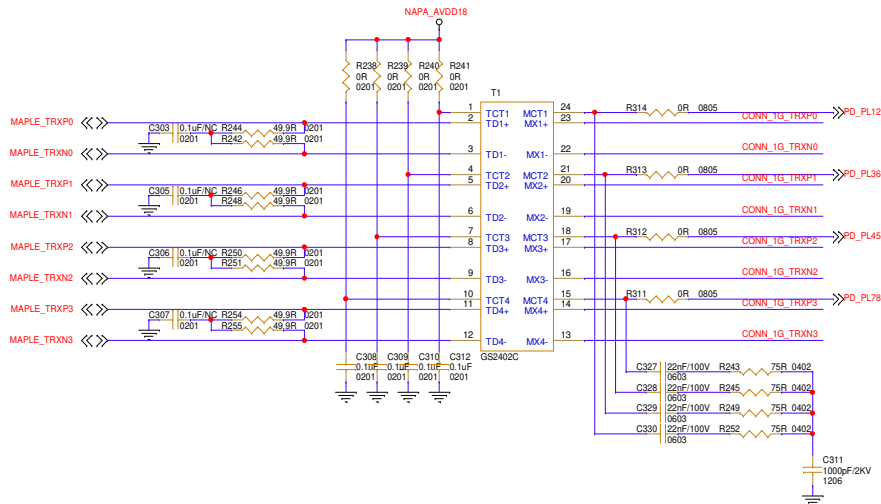 NAPA_AVDD18
R238
0R
0201
R239
0R
0201
R240
0R
0201
R241
0R
0201
T1
GS2402C
1 TCT1 MCT1 24
2 TD1+ MX1+ 23
3 TD1- MX1- 22
4 TCT2 MCT2 21
5 TD2+ MX2+ 20
6 TD2- MX2- 19
7 TCT3 MCT3 18
8 TD3+ MX3+ 17
9 TD3- MX3- 16
10 TCT4 MCT4 15
11 TD4+ MX4+ 14
12 TD4- MX4- 13
MAPLE_TRXP0
C303 0.1uF/NC R244 49,9R 0201
0201 R242 49,9R 0201
MAPLE_TRXN0
MAPLE_TRXP1
C305 0.1uF/NC R246 49,9R 0201
0201 R248 49,9R 0201
MAPLE_TRXN1
MAPLE_TRXP2
C306 0.1uF/NC R250 49,9R 0201
0201 R251 49,9R 0201
MAPLE_TRXN2
MAPLE_TRXP3
C307 0.1uF/NC R254 49,9R 0201
0201 R255 49,9R 0201
MAPLE_TRXN3
C308
0.1uF
0201
C309
0.1uF
0201
C310
0.1uF
0201
C312
0.1uF
0201
R314 0R 0805 PD_PL12
CONN_1G_TRXP0
CONN_1G_TRXN0
R313 0R 0805 PD_PL36
CONN_1G_TRXP1
CONN_1G_TRXN1
R312 0R 0805 PD_PL45
CONN_1G_TRXP2
CONN_1G_TRXN2
R311 0R 0805 PD_PL78
CONN_1G_TRXP3
CONN_1G_TRXN3
C327 22nF/100V R243 75R 0402
0603
C328 22nF/100V R245 75R 0402
0603
C329 22nF/100V R249 75R 0402
0603
C330 22nF/100V R252 75R 0402
0603
C311
1000pF/2KV
1206